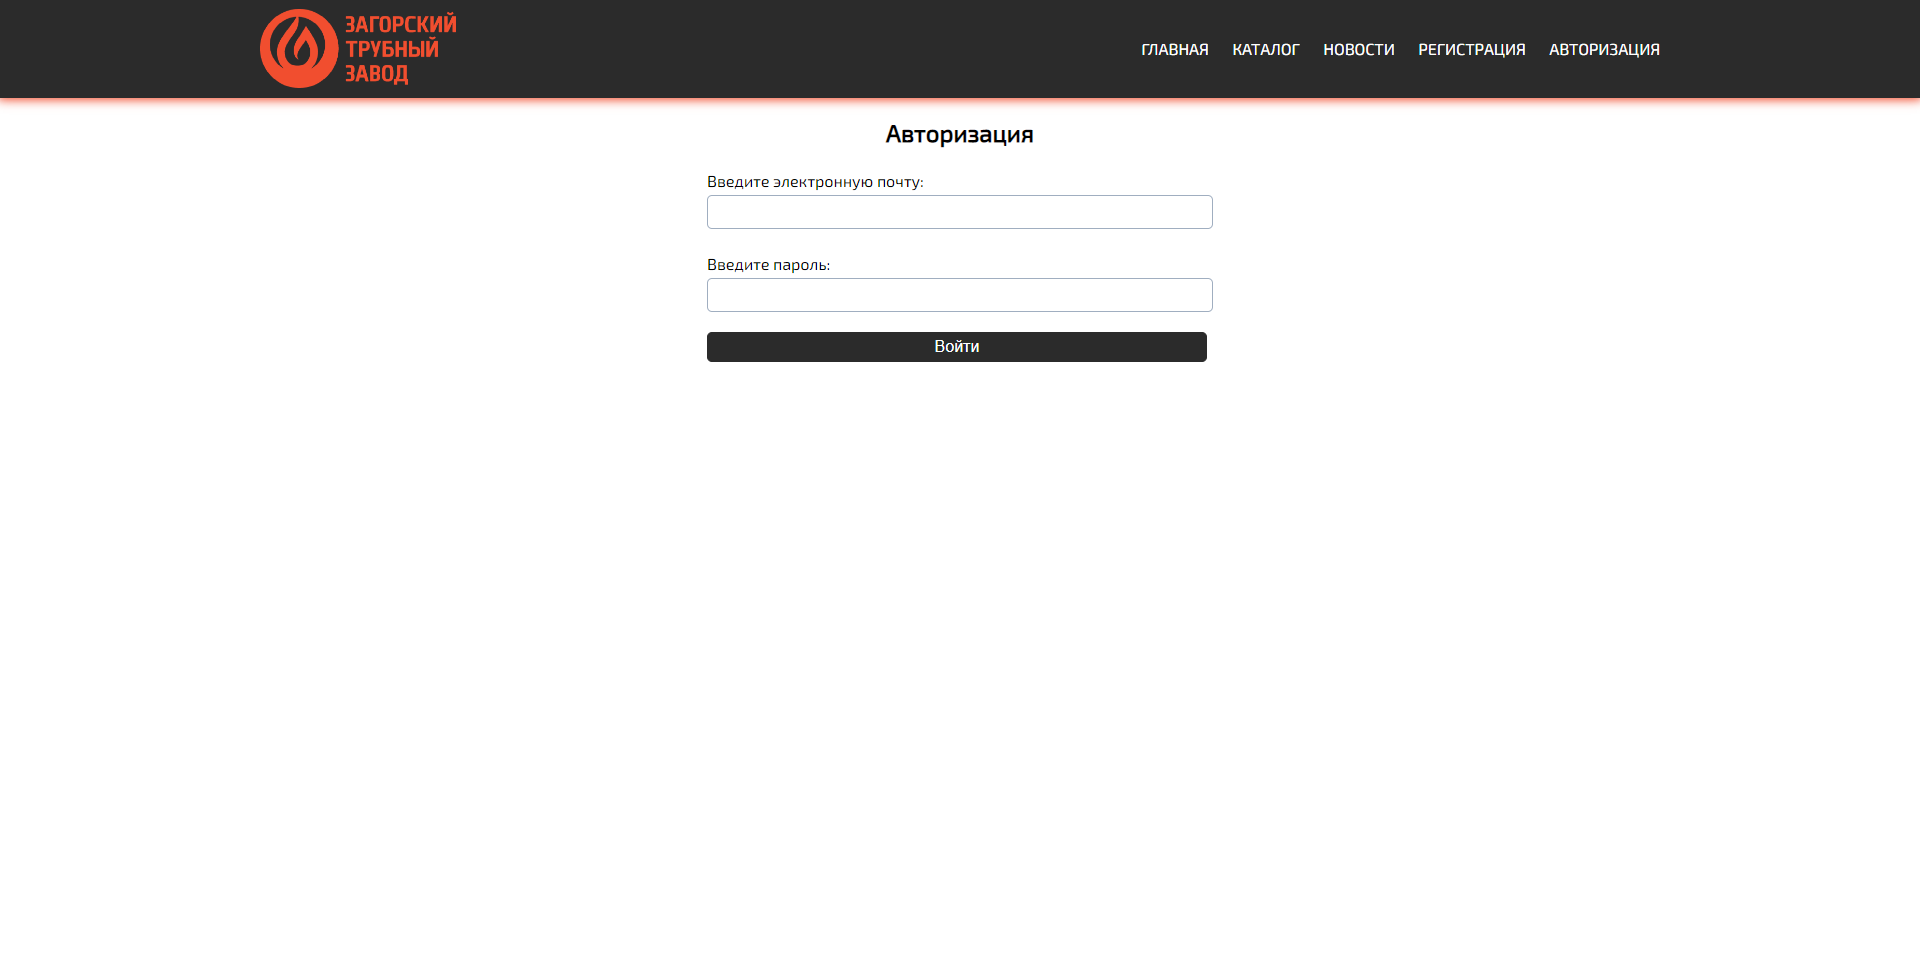 ЗАГОРСКИЙ
ТРУБНЫЙ
ЗАВОД
ГЛАВНАЯ КАТАЛОГ НОВОСТИ РЕГИСТРАЦИЯ АВТОРИЗАЦИЯ
Авторизация
Введите электронную почту:
Введите пароль:
Войти